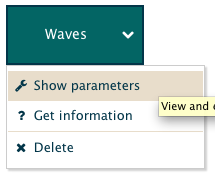 Waves
Show parameters
View and
? Get information
Delete